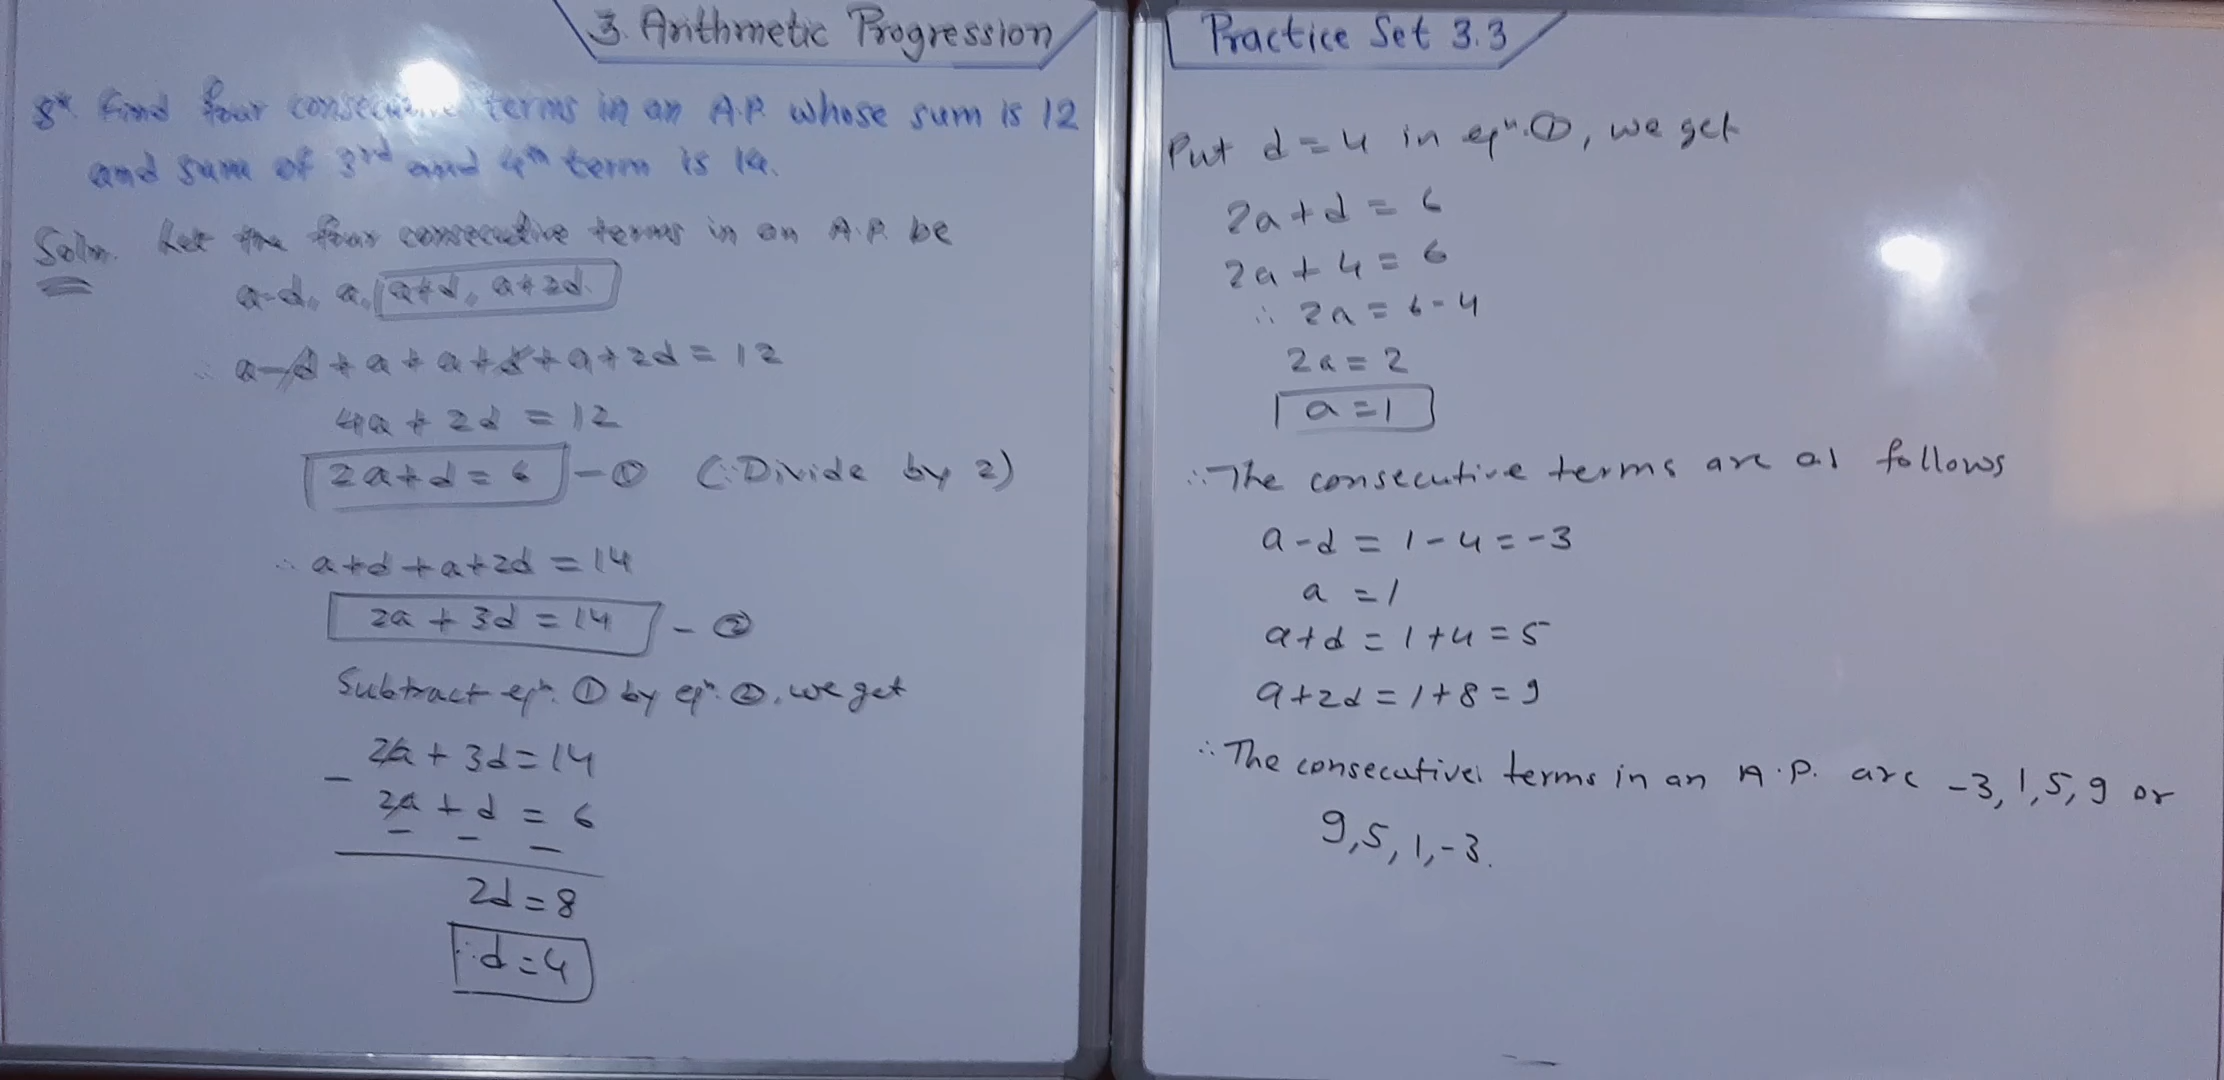 3. Arithmetic Progression
8* Find four consecutive terms in an A.P. whose sum is 12
and sum of 3rd and 4th term is 14.
Soln. Let the four consecutive terms in an A.P. be
a-d, a, a+d, a+2d.
∴ a-d+a+a+d+a+2d=12
4a+2d=12
2a+d=6 -① (∵Divide by 2)
∴ a+d+a+2d=14
2a+3d=14 -②
Subtract eqn. ① by eqn. ②, we get
2a+3d=14
- 2a+d=6
- - -
2d=8
∴d=4
Practice Set 3.3
Put d=4 in eqn. ①, we get
2a+d=6
2a+4=6
∴ 2a=6-4
2a=2
a=1
∴ The consecutive terms are as follows
a-d=1-4=-3
a=1
a+d=1+4=5
a+2d=1+8=9
∴ The consecutive terms in an A.P. are -3,1,5,9 or
9,5,1,-3.